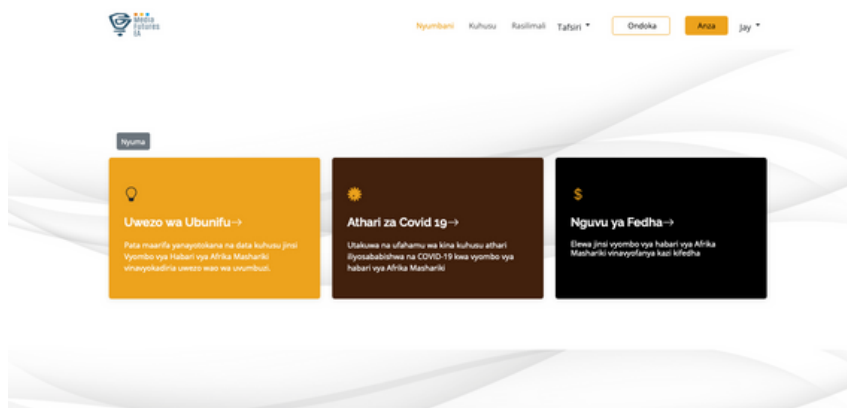 Media
Futures
EA
Nyumbani Kuhusu Rasilimali Tafsiri Ondoka Anza Jay
Nyuma
Uwezo wa Ubunifu→
Pata maarifa yanayotokana na data kuhusu jinsi
Vyombo vya Habari vya Afrika Mashariki
vinavyokadiria uwezo wao wa uvumbuzi.
Athari za Covid 19→
Utakuwa na ufahamu wa kina kuhusu athari
iliyosababishwa na COVID-19 kwa vyombo vya
habari vya Afrika Mashariki
$
Nguvu ya Fedha→
Elewa jinsi vyombo vya habari vya Afrika
Mashariki vinavyofanya kazi kifedha